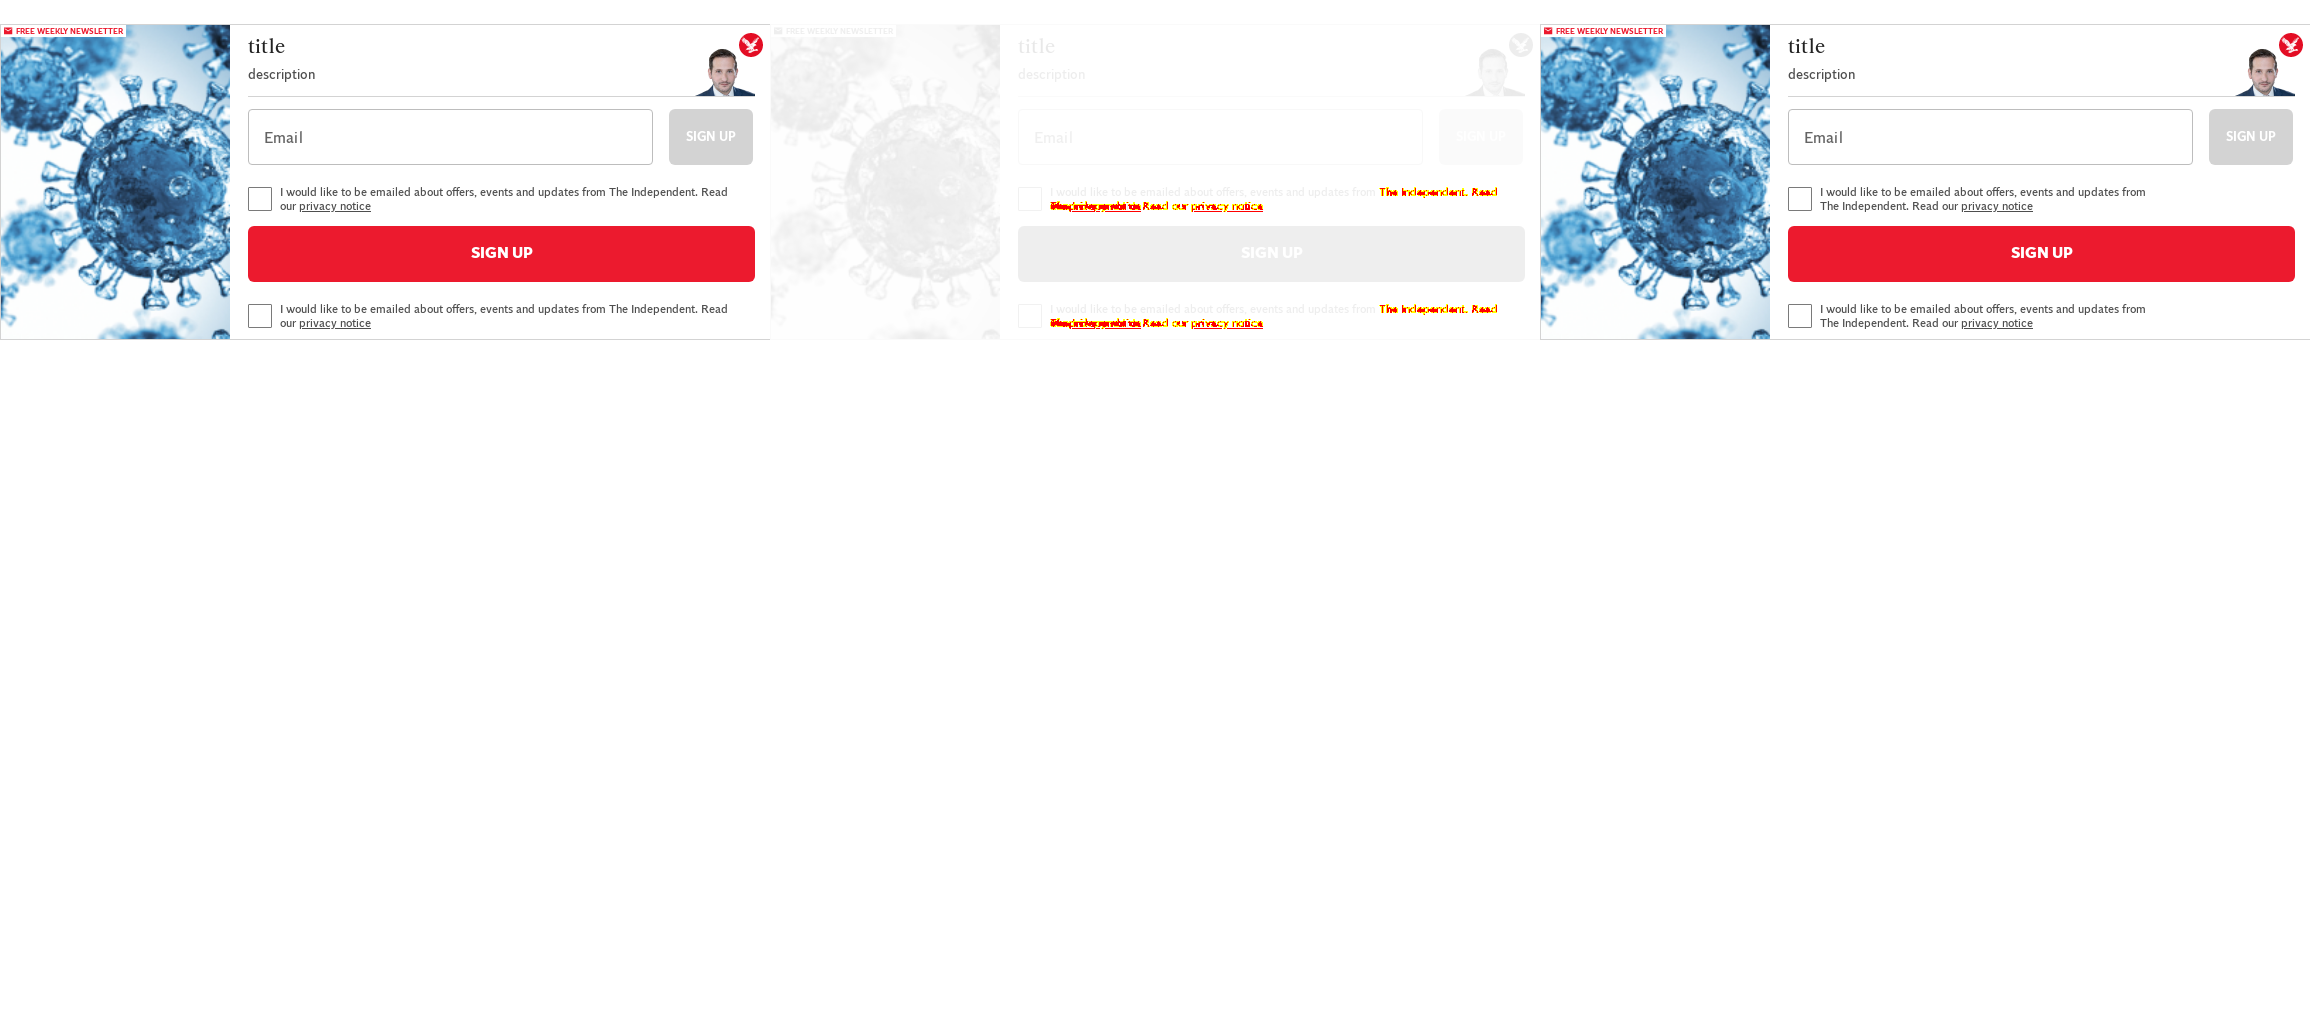 FREE WEEKLY NEWSLETTER
title
description
Email
SIGN UP
I would like to be emailed about offers, events and updates from The Independent. Read
our privacy notice
SIGN UP
I would like to be emailed about offers, events and updates from The Independent. Read
our privacy notice
FREE WEEKLY NEWSLETTER
title
description
Email
SIGN UP
I would like to be emailed about offers, events and updates from The Independent. Read
Read our privacy notice
SIGN UP
I would like to be emailed about offers, events and updates from The Independent. Read
Read our privacy notice
FREE WEEKLY NEWSLETTER
title
description
Email
SIGN UP
I would like to be emailed about offers, events and updates from
The Independent. Read our privacy notice
SIGN UP
I would like to be emailed about offers, events and updates from
The Independent. Read our privacy notice